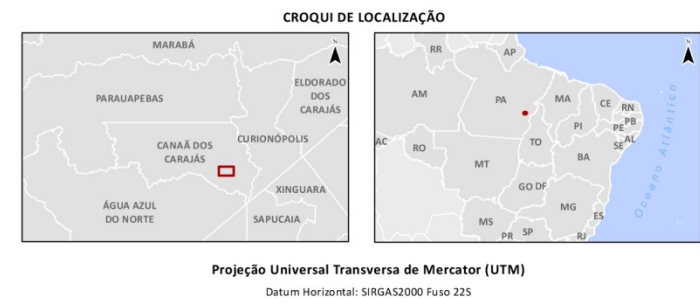 CROQUI DE LOCALIZAÇÃO
MARABÁ
PARAUAPEBAS
ELDORADO
DOS
CARAJÁS
CANAÃ DOS
CARAJÁS
CURIONÓPOLIS
XINGUARA
ÁGUA AZUL
DO NORTE
SAPUCAIA
N
RR
AP
AM
PA
MA
CE
RN
PB
PE
AL
SE
PI
AC
RO
TO
BA
MT
GO
DF
MG
ES
MS
SP
PR
RJ
Oceano Atlântico
N
Projeção Universal Transversa de Mercator (UTM)
Datum Horizontal: SIRGAS2000 Fuso 22S